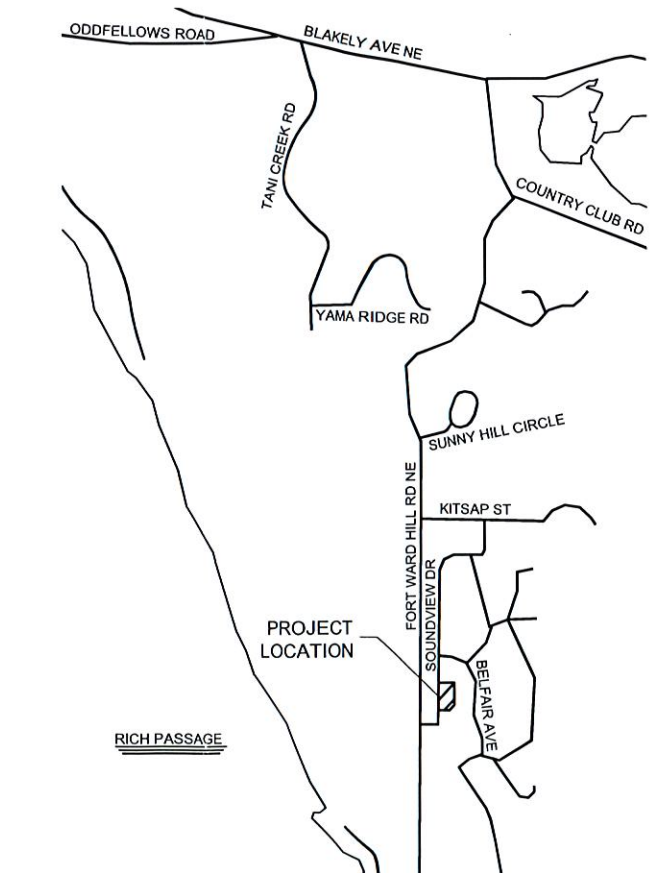 ODDFELLOWS ROAD
BLAKELY AVE NE
TANI CREEK RD
COUNTRY CLUB RD
YAMA RIDGE RD
SUNNY HILL CIRCLE
FORT WARD HILL RD NE
KITSAP ST
SOUNDVIEW DR
PROJECT
LOCATION
BELFAIR AVE
RICH PASSAGE